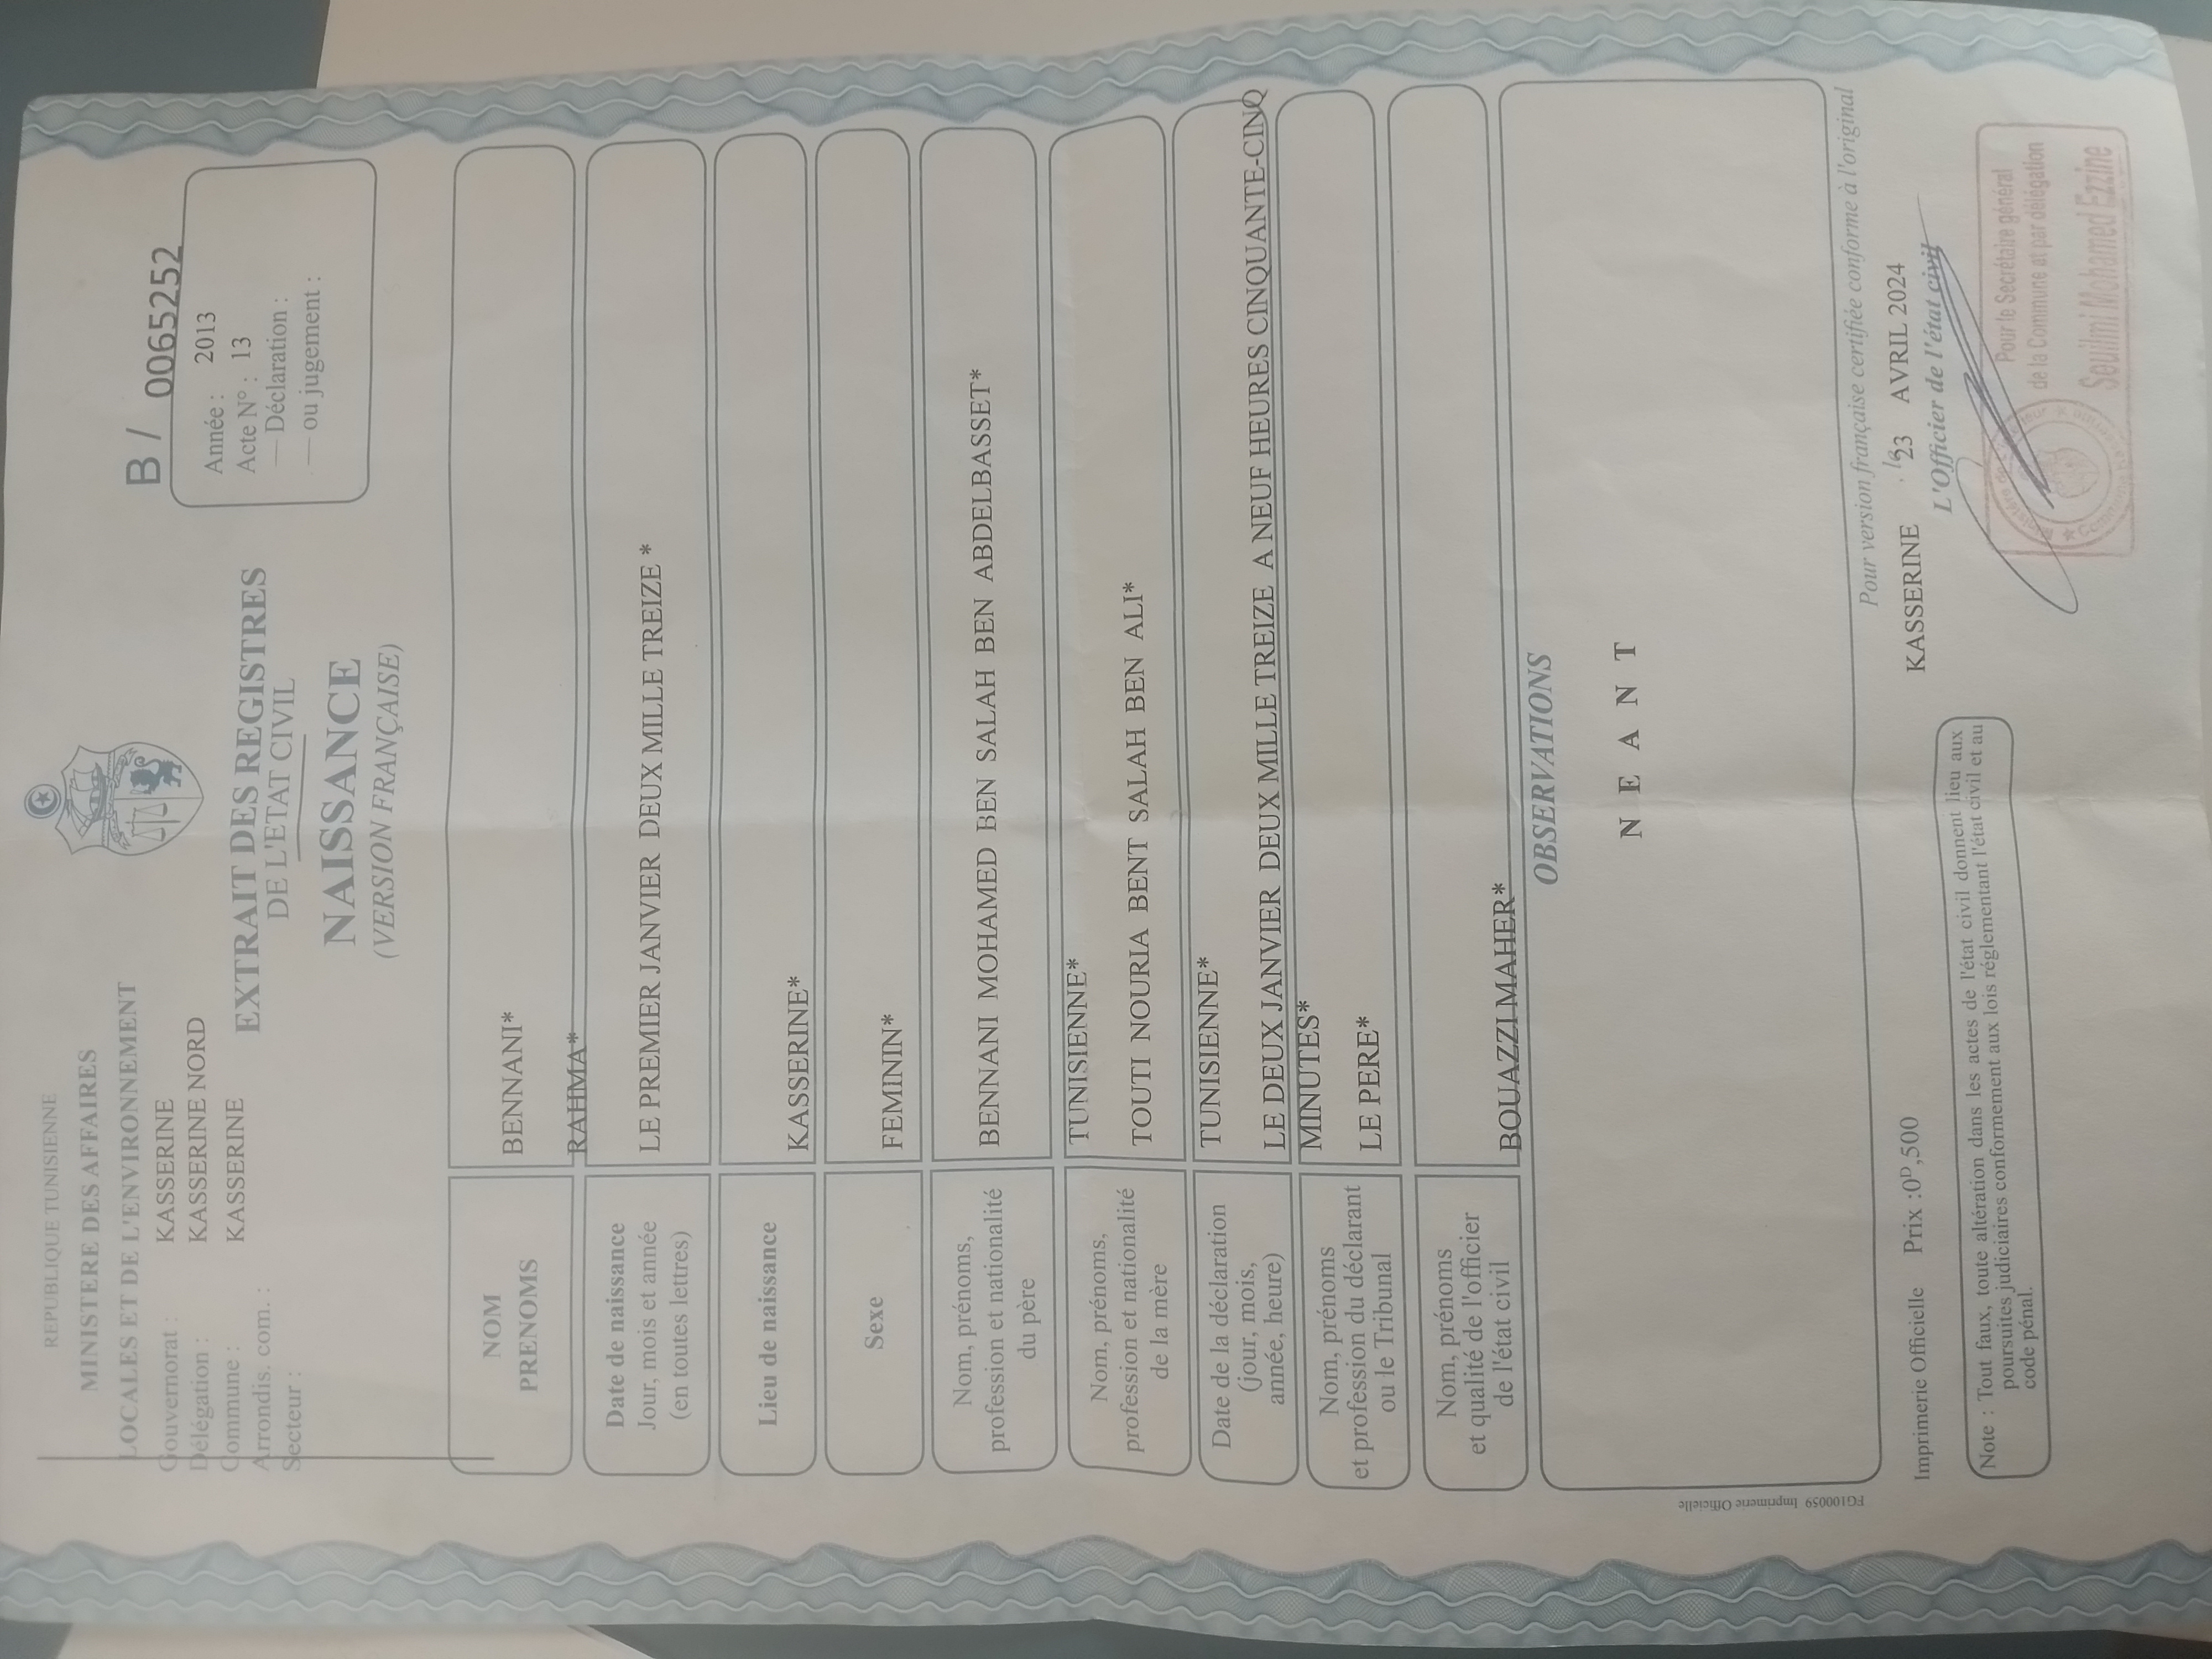 REPUBLIQUE TUNISIENNE
MINISTERE DES AFFAIRES
LOCALES ET DE L'ENVIRONNEMENT
Gouvernorat : KASSERINE
Délégation : KASSERINE NORD
Commune : KASSERINE
Arrondis. com. :
Secteur :
B / 0065252
Année : 2013
Acte N° : 13
— Déclaration :
— ou jugement :
EXTRAIT DES REGISTRES
DE L'ETAT CIVIL
NAISSANCE
(VERSION FRANÇAISE)
NOM
BENNANI*
PRENOMS
RAHMA*
Date de naissance
Jour, mois et année
(en toutes lettres)
LE PREMIER JANVIER DEUX MILLE TREIZE *
Lieu de naissance
KASSERINE*
Sexe
FEMININ*
Nom, prénoms,
profession et nationalité
du père
BENNANI MOHAMED BEN SALAH BEN ABDELBASSET*
TUNISIENNE*
Nom, prénoms,
profession et nationalité
de la mère
TOUTI NOURIA BENT SALAH BEN ALI*
TUNISIENNE*
Date de la déclaration
(jour, mois,
année, heure)
LE DEUX JANVIER DEUX MILLE TREIZE A NEUF HEURES CINQUANTE-CINQ
MINUTES*
Nom, prénoms
et profession du déclarant
ou le Tribunal
LE PERE*
Nom, prénoms
et qualité de l'officier
de l'état civil
BOUAZZI MAHER*
OBSERVATIONS
N E A N T
Pour version française certifiée conforme à l'original
KASSERINE , le 23 AVRIL 2024
L'Officier de l'état civil
Pour le Secrétaire général
de la Commune et par délégation
Seulimi Mohamed Ezzine
Imprimerie Officielle Prix :0ᴰ,500
Note : Tout faux, toute altération dans les actes de l'état civil donnent lieu aux
poursuites judiciaires conformement aux lois réglementant l'état civil et au
code pénal.
FG100059 Imprimerie Officielle